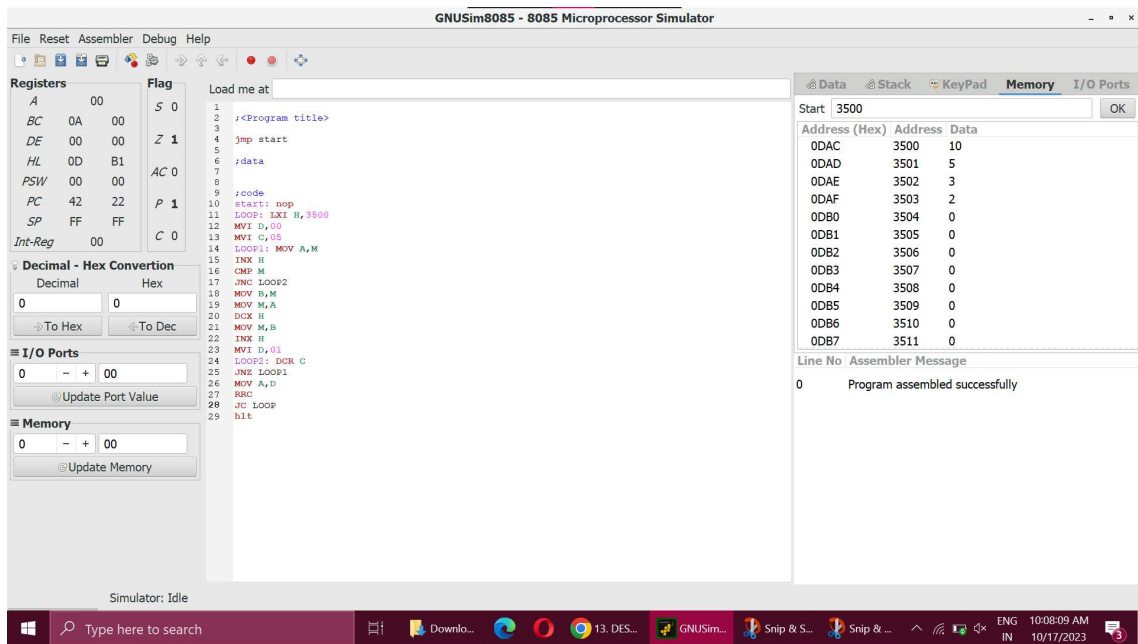 GNUSim8085 - 8085 Microprocessor Simulator
File Reset Assembler Debug Help
Registers
A 00
BC 0A 00
DE 00 00
HL 0D B1
PSW 00 00
PC 42 22
SP FF FF
Int-Reg 00
Flag
S 0
Z 1
AC 0
P 1
C 0
Decimal - Hex Convertion
Decimal Hex
0 0
To Hex To Dec
I/O Ports
0 - + 00
Update Port Value
Memory
0 - + 00
Update Memory
Load me at
1
2 ;<Program title>
3
4 jmp start
5
6 ;data
7
8
9 ;code
10 start: nop
11 LOOP: LXI H,3500
12 MVI D,00
13 MVI C,05
14 LOOP1: MOV A,M
15 INX H
16 CMP M
17 JNC LOOP2
18 MOV B,M
19 MOV M,A
20 DCX H
21 MOV M,B
22 INX H
23 MVI D,01
24 LOOP2: DCR C
25 JNZ LOOP1
26 MOV A,D
27 RRC
28 JC LOOP
29 hlt
Data Stack KeyPad Memory I/O Ports
Start 3500 OK
Address (Hex) Address Data
0DAC 3500 10
0DAD 3501 5
0DAE 3502 3
0DAF 3503 2
0DB0 3504 0
0DB1 3505 0
0DB2 3506 0
0DB3 3507 0
0DB4 3508 0
0DB5 3509 0
0DB6 3510 0
0DB7 3511 0
Line No Assembler Message
0 Program assembled successfully
Simulator: Idle
Type here to search
Downlo...
13. DES...
GNUSim...
Snip & S...
Snip & ...
ENG
IN
10:08:09 AM
10/17/2023
3